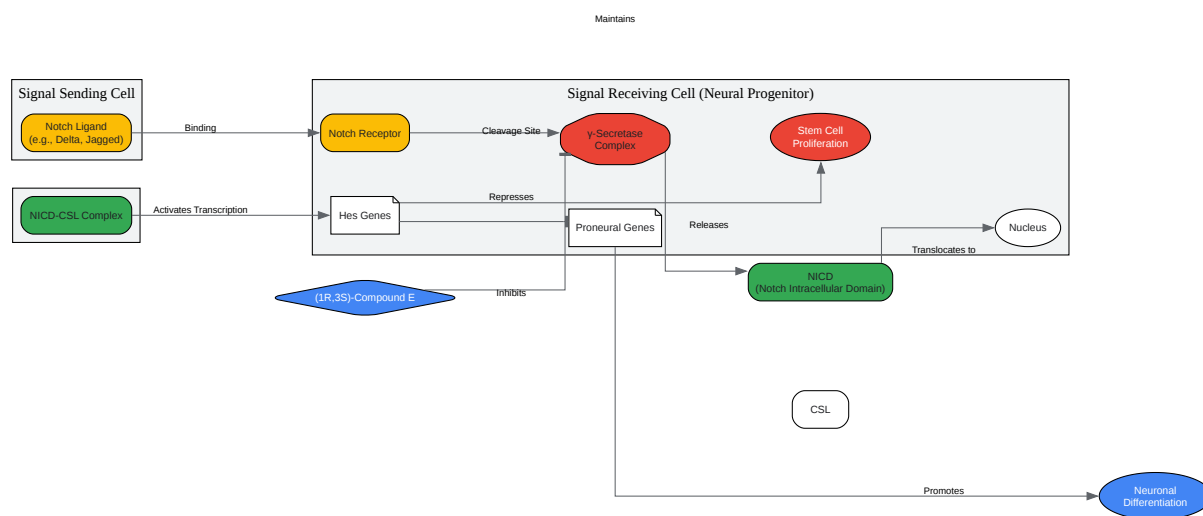 Maintains
Signal Sending Cell
Signal Receiving Cell (Neural Progenitor)
Notch Ligand
(e.g., Delta, Jagged)
Binding
Notch Receptor
Cleavage Site
γ-Secretase
Complex
Stem Cell
Proliferation
NICD-CSL Complex
Activates Transcription
Hes Genes
Represses
Proneural Genes
Releases
Nucleus
Translocates to
NICD
(Notch Intracellular Domain)
(1R,3S)-Compound E
Inhibits
CSL
Promotes
Neuronal
Differentiation